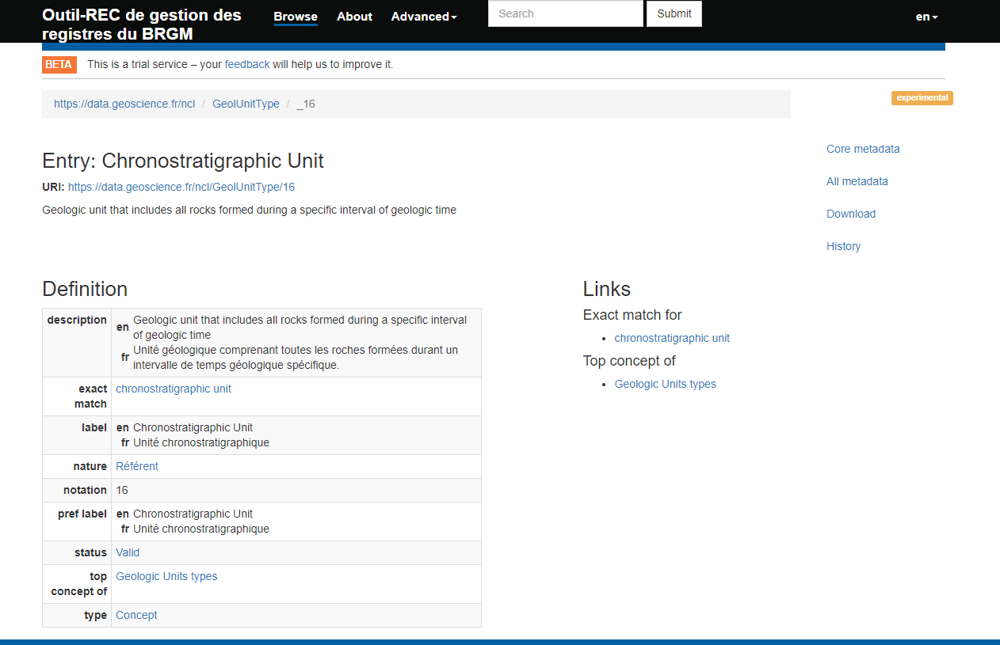 Outil-REC de gestion des
registres du BRGM
Browse About Advanced Search Submit en
BETA This is a trial service – your feedback will help us to improve it.
https://data.geoscience.fr/ncl / GeolUnitType / _16
experimental
Core metadata
All metadata
Download
History
Entry: Chronostratigraphic Unit
URI: https://data.geoscience.fr/ncl/GeolUnitType/16
Geologic unit that includes all rocks formed during a specific interval of geologic time
Definition
description
en Geologic unit that includes all rocks formed during a specific interval
of geologic time
fr Unité géologique comprenant toutes les roches formées durant un
intervalle de temps géologique spécifique.
exact
match
chronostratigraphic unit
label
en Chronostratigraphic Unit
fr Unité chronostratigraphique
nature Référent
notation 16
pref label
en Chronostratigraphic Unit
fr Unité chronostratigraphique
status Valid
top
concept of
Geologic Units types
type Concept
Links
Exact match for
• chronostratigraphic unit
Top concept of
• Geologic Units types